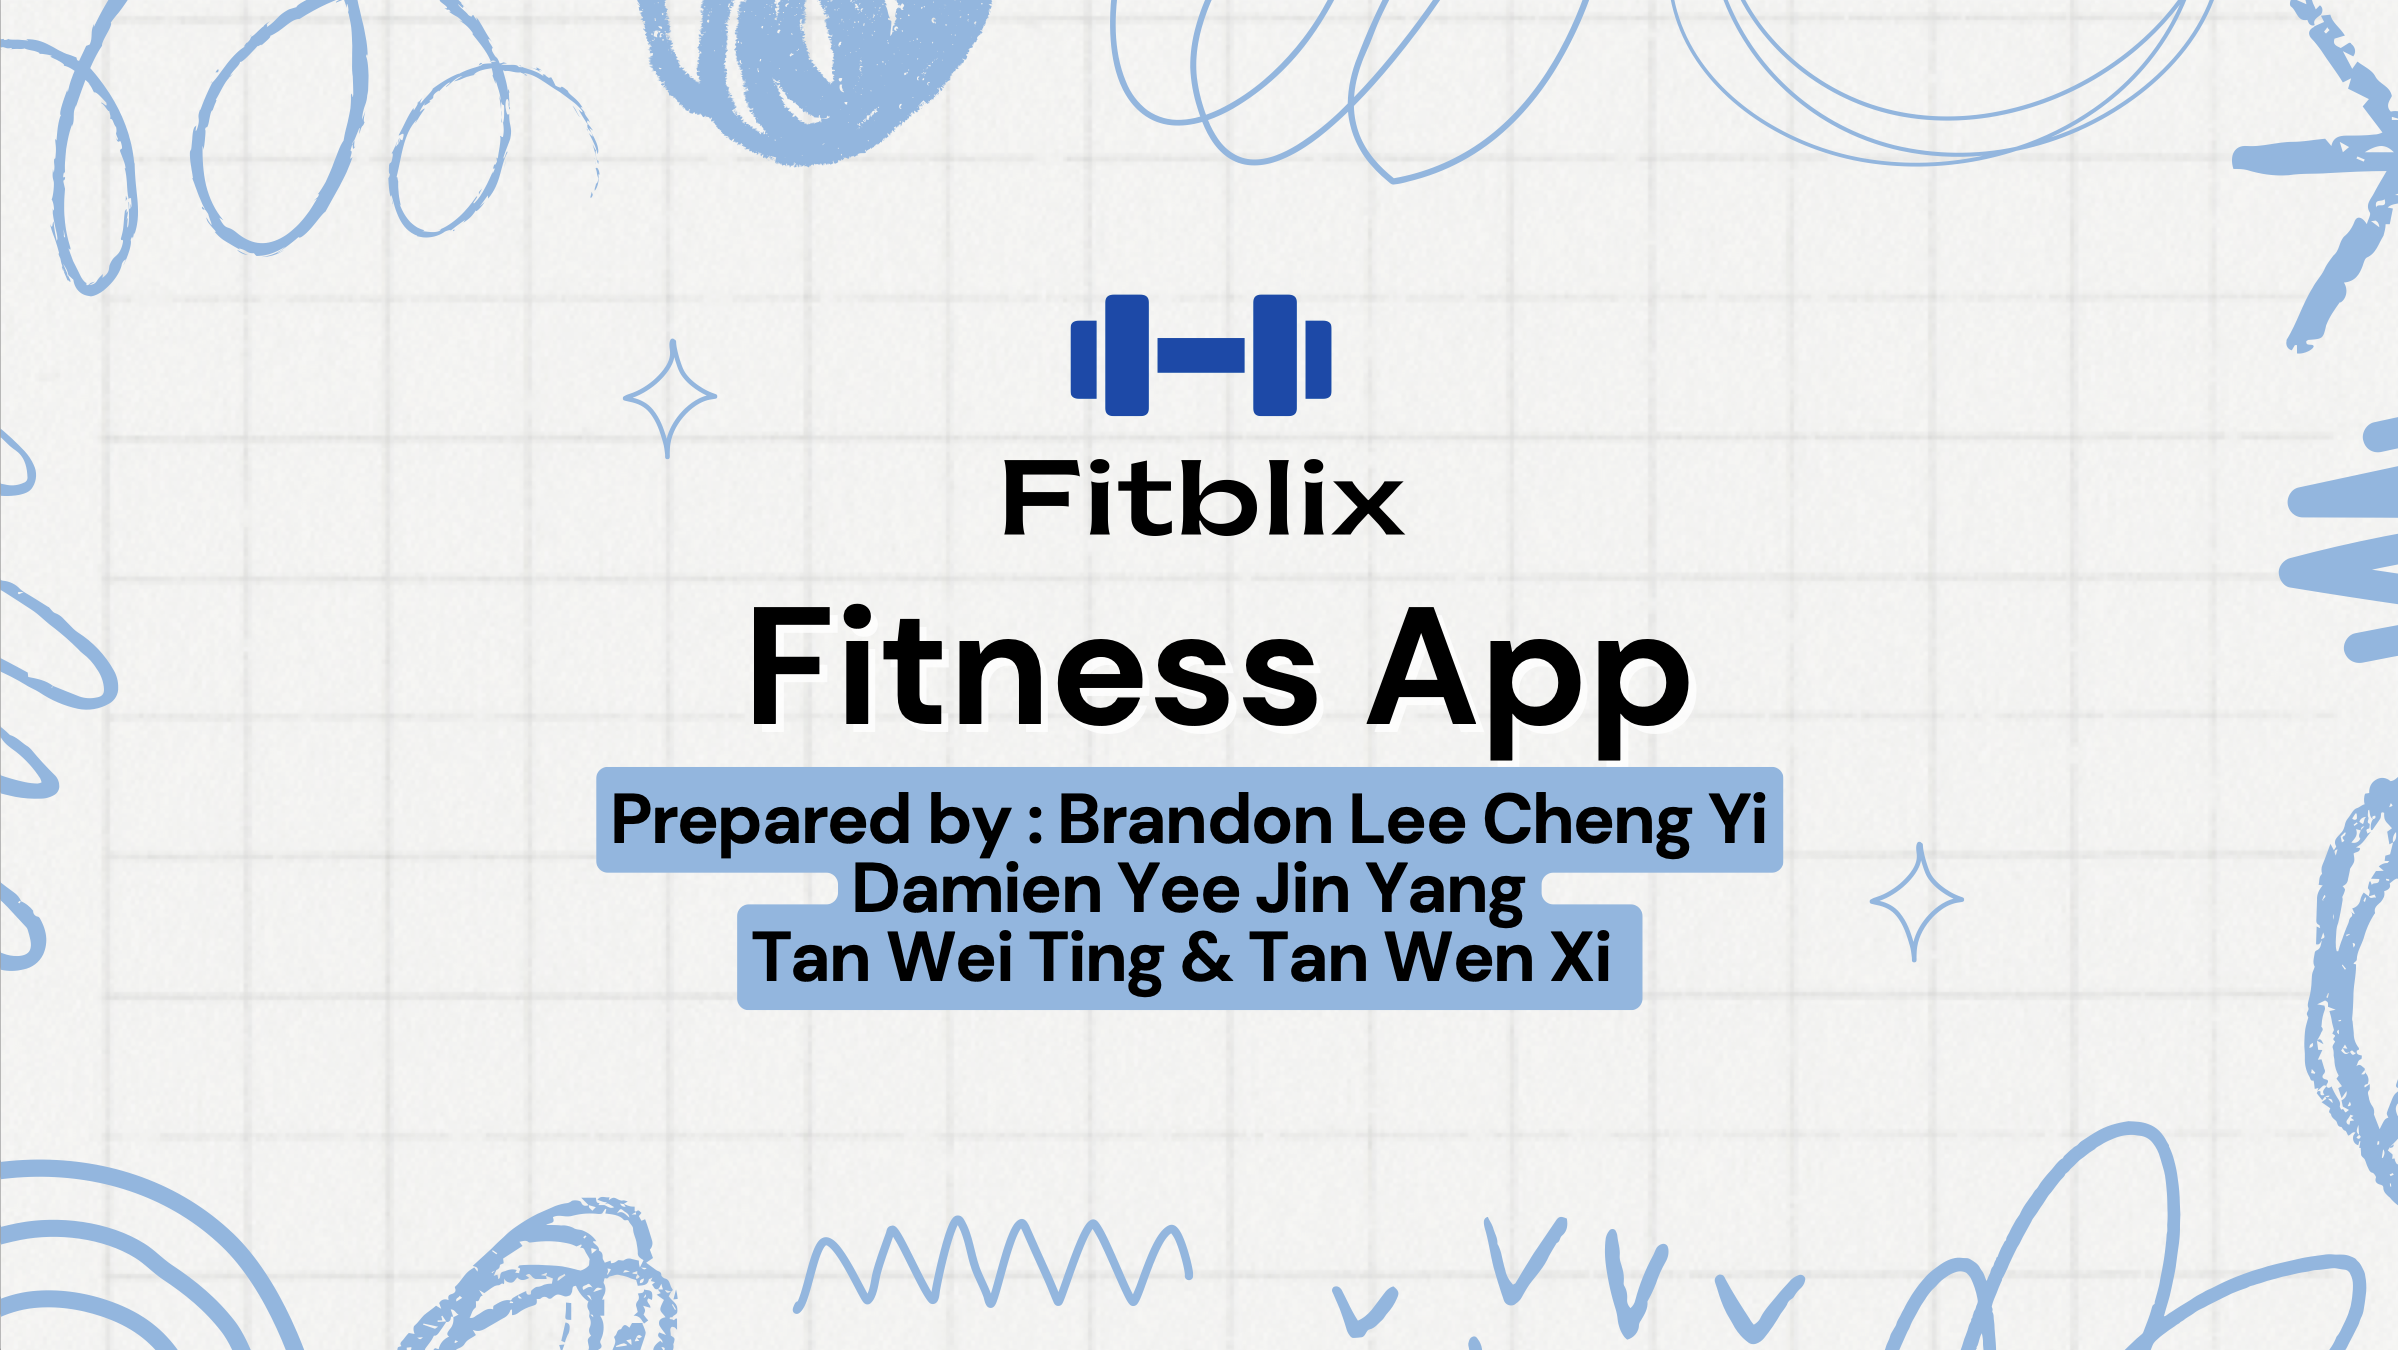 Fitblix
Fitness App
Prepared by : Brandon Lee Cheng Yi
Damien Yee Jin Yang
Tan Wei Ting & Tan Wen Xi